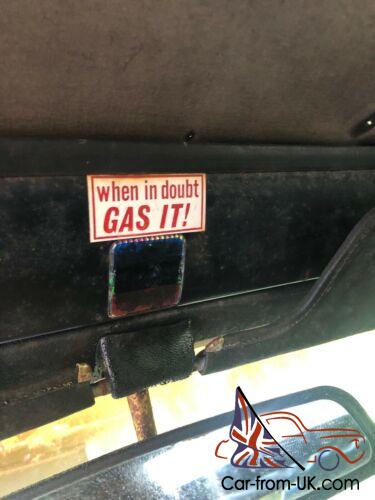 when in doubt
GAS IT!
Car-from-UK.com